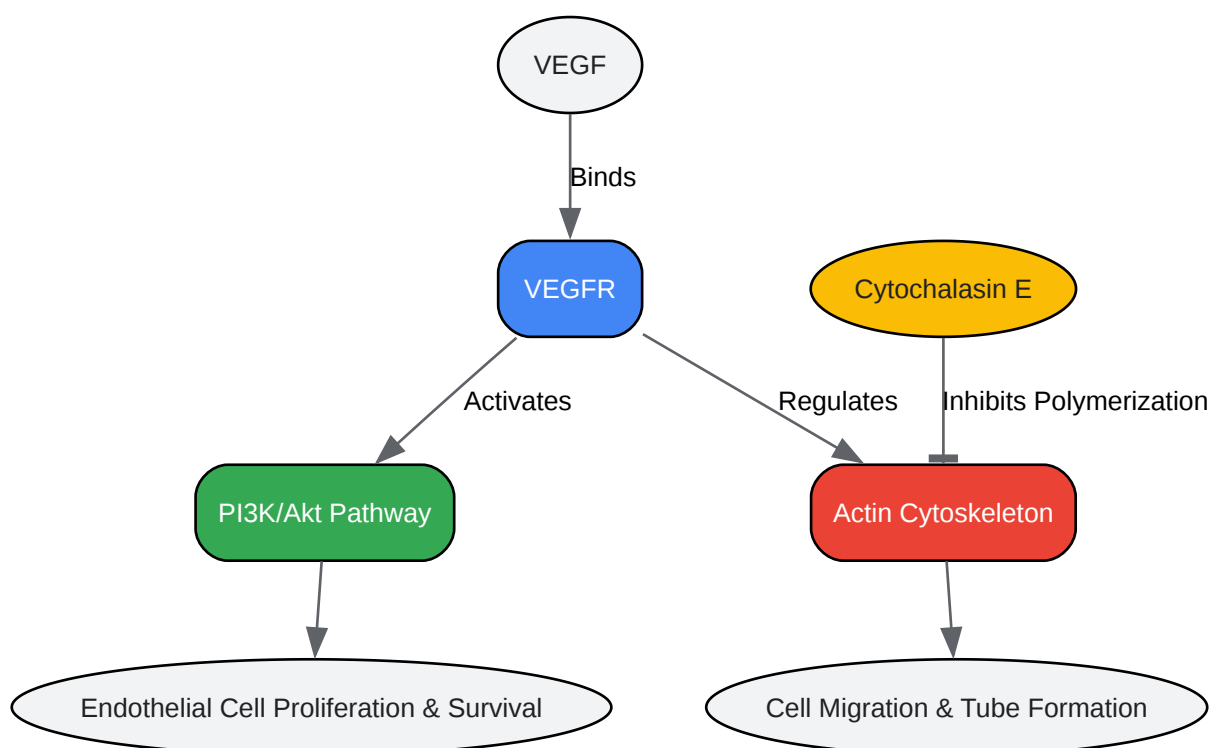 VEGF
Binds
VEGFR
Cytochalasin E
Activates
Regulates
Inhibits Polymerization
PI3K/Akt Pathway
Actin Cytoskeleton
Endothelial Cell Proliferation & Survival
Cell Migration & Tube Formation